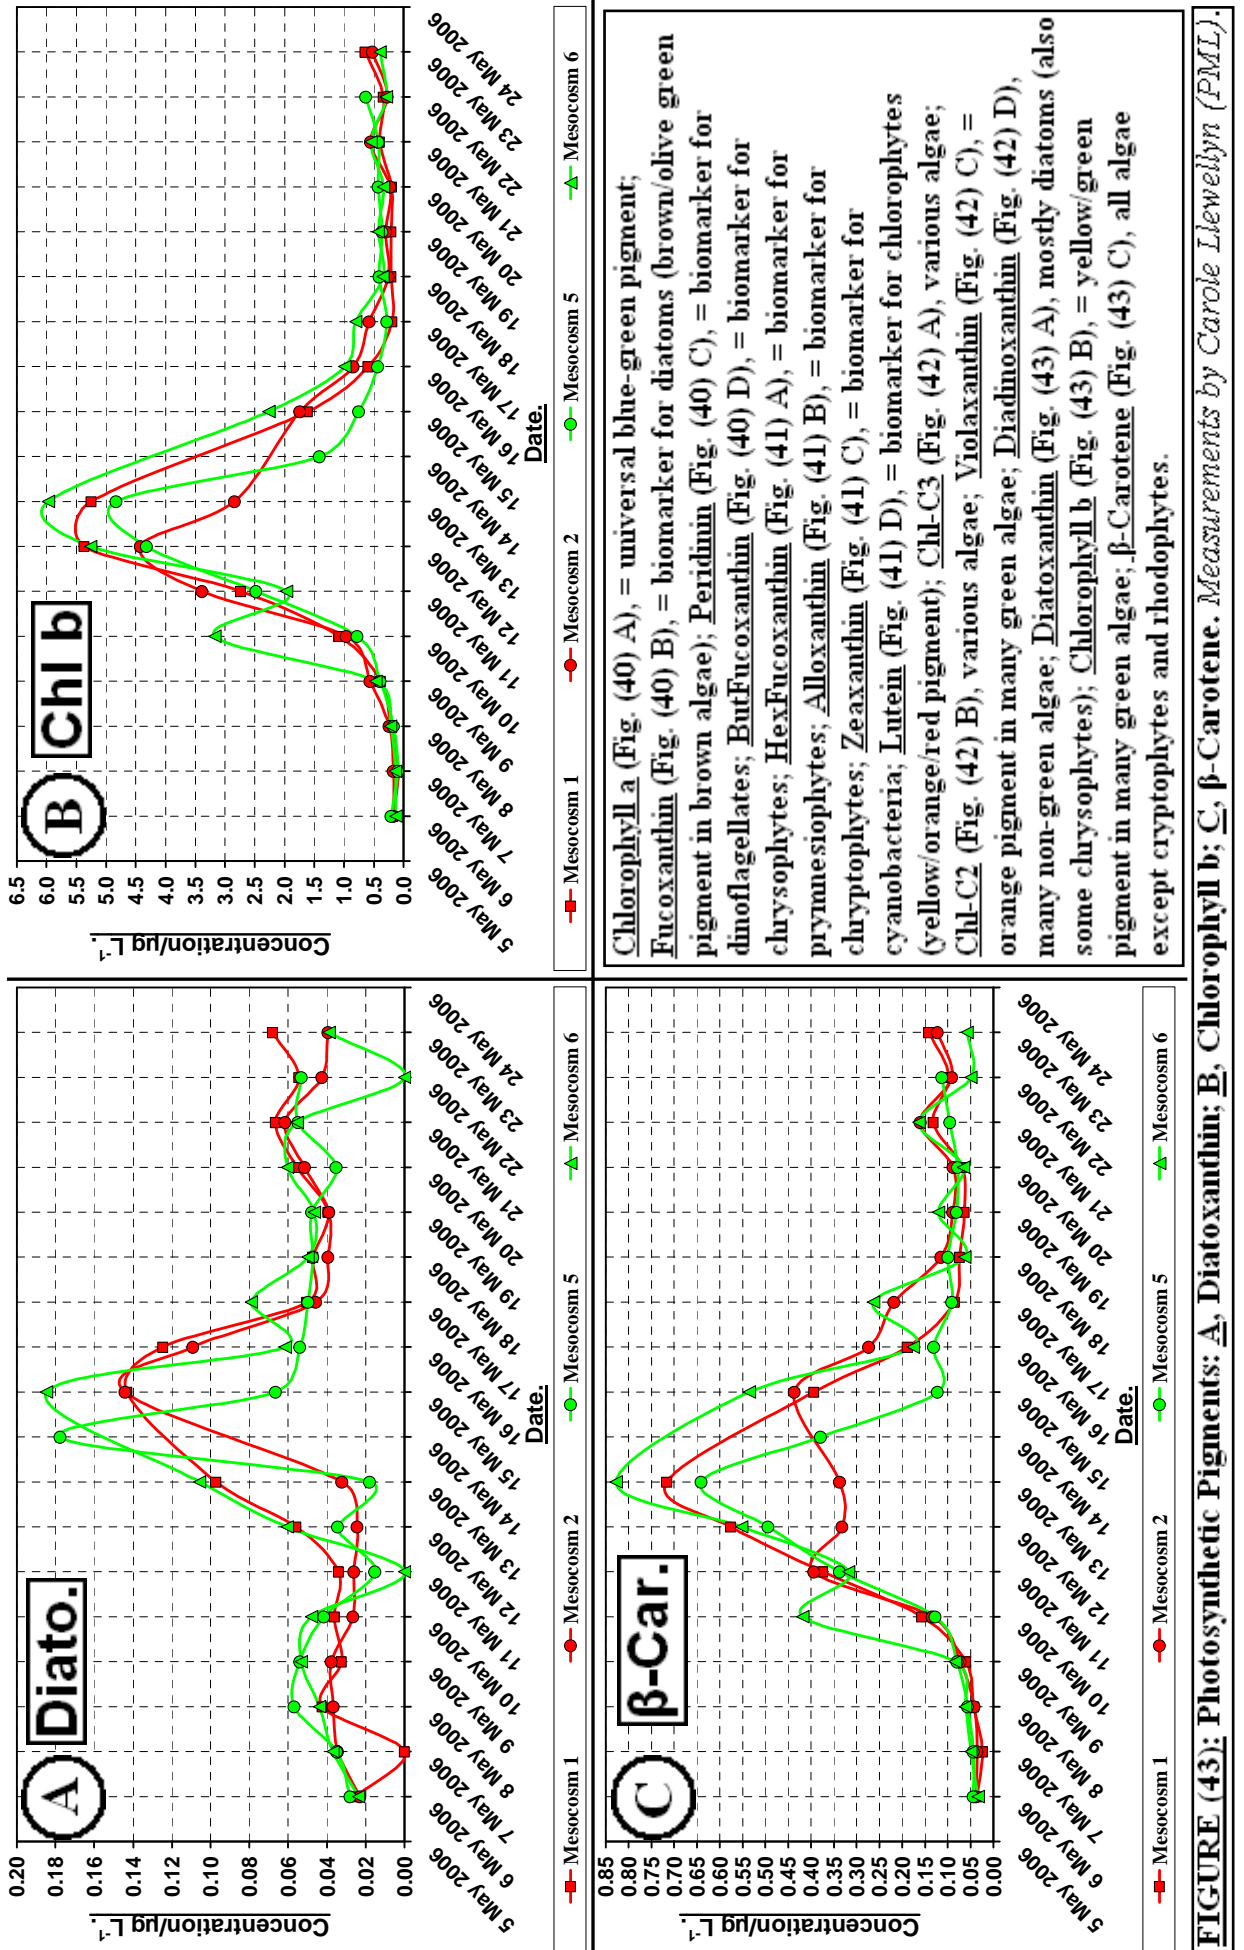 A
Diato.
0.20
0.18
0.16
0.14
0.12
0.10
0.08
0.06
0.04
0.02
0.00
Concentration/µg L⁻¹.
5 May 2006
6 May 2006
7 May 2006
8 May 2006
9 May 2006
10 May 2006
11 May 2006
12 May 2006
13 May 2006
14 May 2006
15 May 2006
16 May 2006
17 May 2006
18 May 2006
19 May 2006
20 May 2006
21 May 2006
22 May 2006
23 May 2006
24 May 2006
Date.
Mesocosm 1 Mesocosm 2 Mesocosm 5 Mesocosm 6
B
Chl b
6.5
6.0
5.5
5.0
4.5
4.0
3.5
3.0
2.5
2.0
1.5
1.0
0.5
0.0
Concentration/µg L⁻¹.
5 May 2006
6 May 2006
7 May 2006
8 May 2006
9 May 2006
10 May 2006
11 May 2006
12 May 2006
13 May 2006
14 May 2006
15 May 2006
16 May 2006
17 May 2006
18 May 2006
19 May 2006
20 May 2006
21 May 2006
22 May 2006
23 May 2006
24 May 2006
Date.
Mesocosm 1 Mesocosm 2 Mesocosm 5 Mesocosm 6
C
β-Car.
0.85
0.80
0.75
0.70
0.65
0.60
0.55
0.50
0.45
0.40
0.35
0.30
0.25
0.20
0.15
0.10
0.05
0.00
Concentration/µg L⁻¹.
5 May 2006
6 May 2006
7 May 2006
8 May 2006
9 May 2006
10 May 2006
11 May 2006
12 May 2006
13 May 2006
14 May 2006
15 May 2006
16 May 2006
17 May 2006
18 May 2006
19 May 2006
20 May 2006
21 May 2006
22 May 2006
23 May 2006
24 May 2006
Date.
Mesocosm 1 Mesocosm 2 Mesocosm 5 Mesocosm 6
Chlorophyll a (Fig. (40) A), = universal blue-green pigment;
Fucoxanthin (Fig. (40) B), = biomarker for diatoms (brown/olive green
pigment in brown algae); Peridinin (Fig. (40) C), = biomarker for
dinoflagellates; ButFucoxanthin (Fig. (40) D), = biomarker for
chrysophytes; HexFucoxanthin (Fig. (41) A), = biomarker for
prymnesiophytes; Alloxanthin (Fig. (41) B), = biomarker for
chryptophytes; Zeaxanthin (Fig. (41) C), = biomarker for
cyanobacteria; Lutein (Fig. (41) D), = biomarker for chlorophytes
(yellow/orange/red pigment); Chl-C3 (Fig. (42) A), various algae;
Chl-C2 (Fig. (42) B), various algae; Violaxanthin (Fig. (42) C), =
orange pigment in many green algae; Diadinoxanthin (Fig. (42) D),
many non-green algae; Diatoxanthin (Fig. (43) A), mostly diatoms (also
some chrysophytes); Chlorophyll b (Fig. (43) B), = yellow/green
pigment in many green algae; β-Carotene (Fig. (43) C), all algae
except cryptophytes and rhodophytes.
FIGURE (43): Photosynthetic Pigments: A, Diatoxanthin; B, Chlorophyll b; C, β-Carotene. Measurements by Carole Llewellyn (PML).